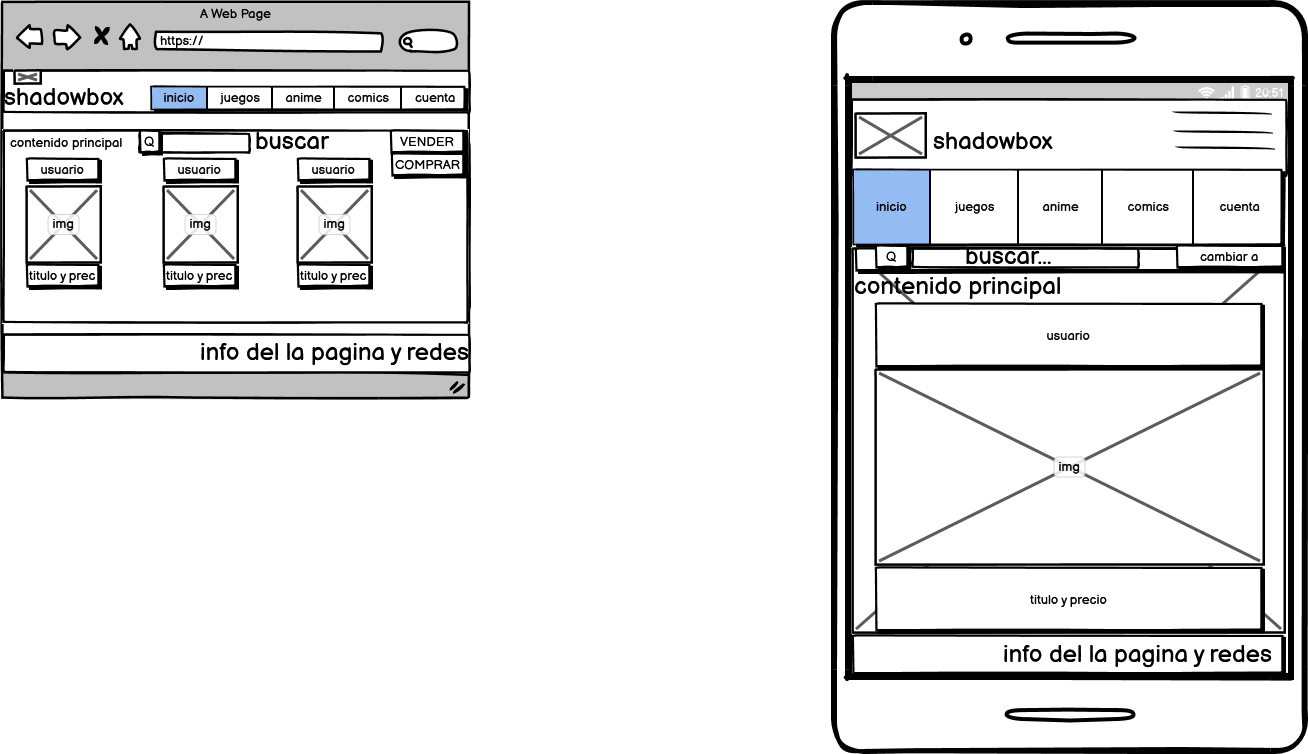 A Web Page
https://
shadowbox
inicio juegos anime comics cuenta
contenido principal buscar VENDER
COMPRAR
usuario usuario usuario
img img img
titulo y prec titulo y prec titulo y prec
info del la pagina y redes
20:51
shadowbox
inicio juegos anime comics cuenta
buscar... cambiar a
contenido principal
usuario
img
titulo y precio
info del la pagina y redes